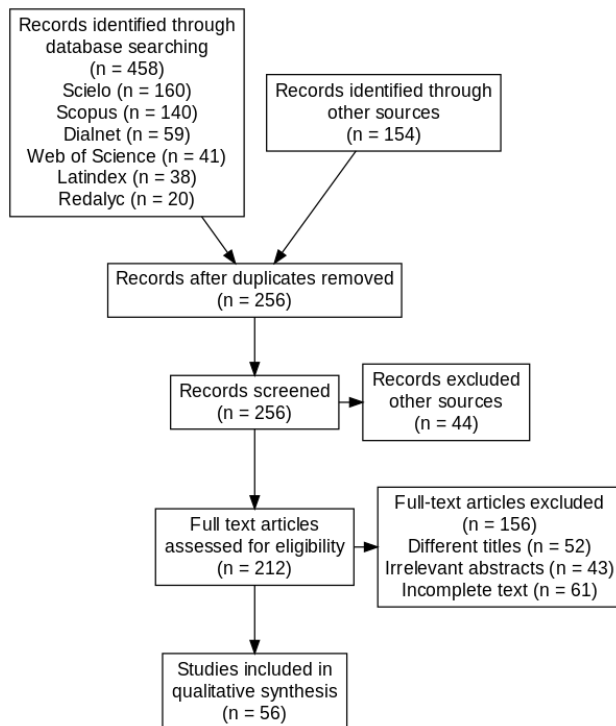 Records identified through
database searching
(n = 458)
Scielo (n = 160)
Scopus (n = 140)
Dialnet (n = 59)
Web of Science (n = 41)
Latindex (n = 38)
Redalyc (n = 20)
Records identified through
other sources
(n = 154)
Records after duplicates removed
(n = 256)
Records screened
(n = 256)
Records excluded
other sources
(n = 44)
Full text articles
assessed for eligibility
(n = 212)
Full-text articles excluded
(n = 156)
Different titles (n = 52)
Irrelevant abstracts (n = 43)
Incomplete text (n = 61)
Studies included in
qualitative synthesis
(n = 56)